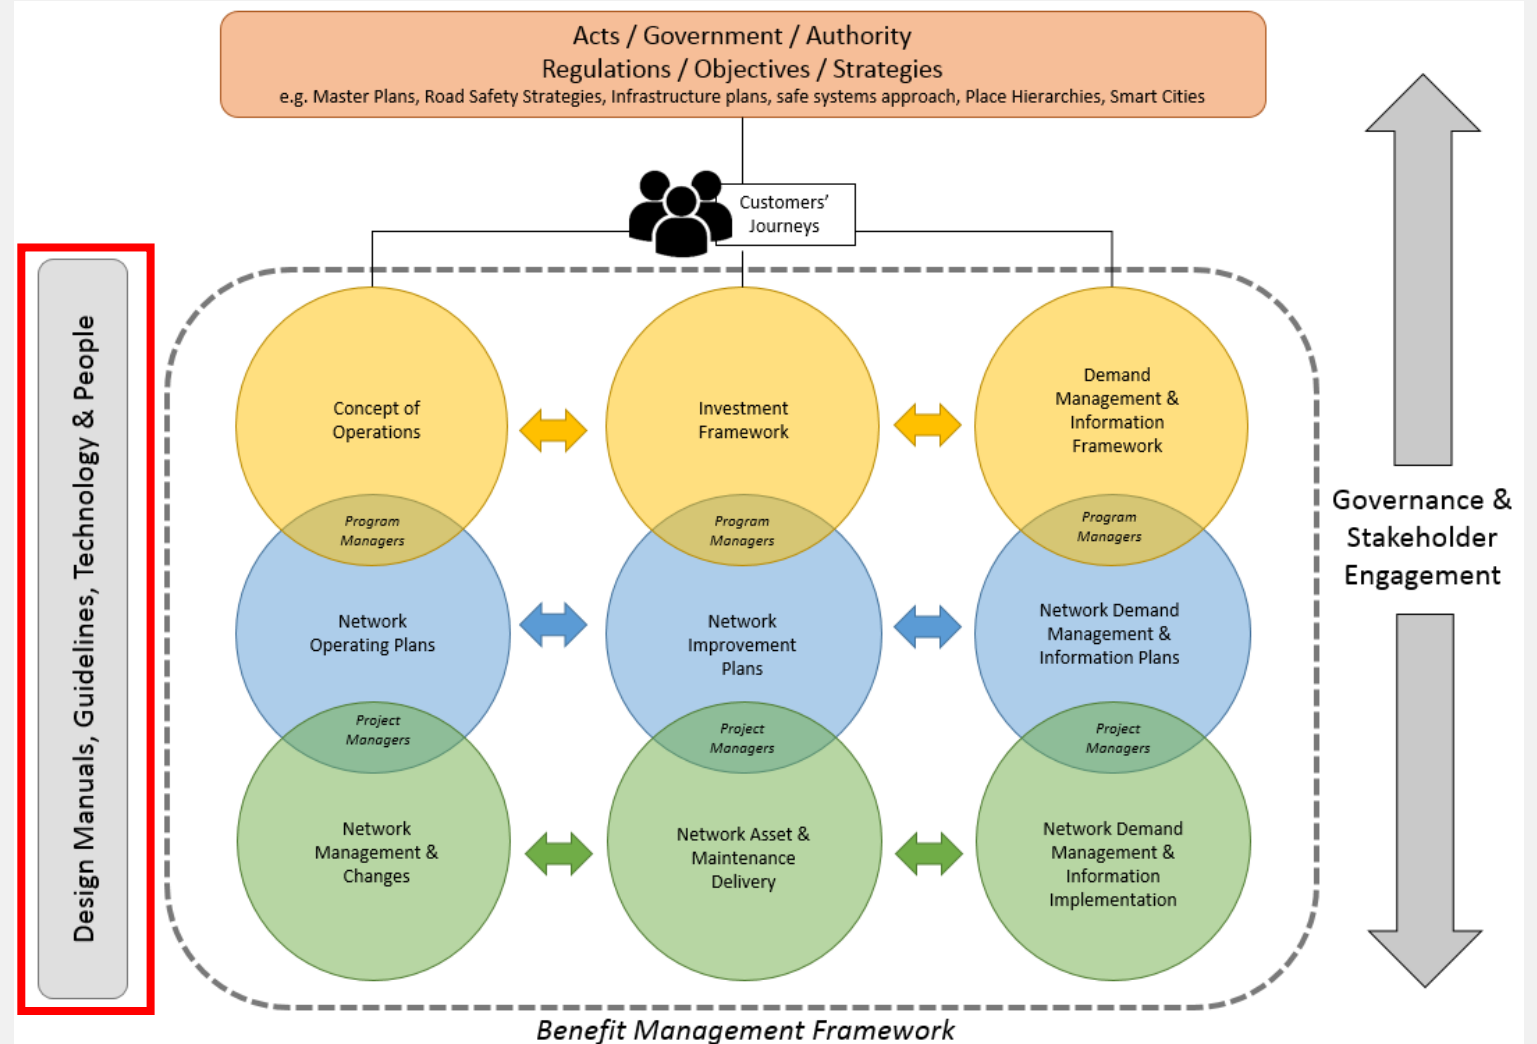 Acts / Government / Authority
Regulations / Objectives / Strategies
e.g. Master Plans, Road Safety Strategies, Infrastructure plans, safe systems approach, Place Hierarchies, Smart Cities
Customers’
Journeys
Design Manuals, Guidelines, Technology & People
Concept of
Operations
Investment
Framework
Demand
Management &
Information
Framework
Program
Managers
Program
Managers
Program
Managers
Governance &
Stakeholder
Engagement
Network
Operating Plans
Network
Improvement
Plans
Network Demand
Management &
Information Plans
Project
Managers
Project
Managers
Project
Managers
Network
Management &
Changes
Network Asset &
Maintenance
Delivery
Network Demand
Management &
Information
Implementation
Benefit Management Framework